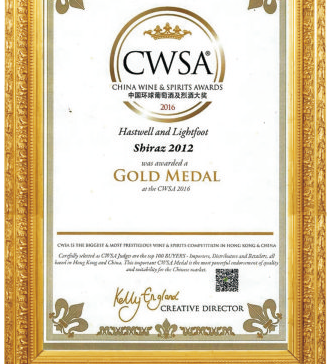 CWSA®
CHINA WINE & SPIRITS AWARDS
中国环球葡萄酒及烈酒大奖
2016
Hastwell and Lightfoot
Shiraz 2012
was awarded a
GOLD MEDAL
at the CWSA 2016
CWSA IS THE BIGGEST & MOST PRESTIGIOUS WINE & SPIRITS COMPETITION IN HONG KONG & CHINA
Carefully selected as CWSA Judges are the top 100 BUYERS - Importers, Distributors and Retailers, all
based in Hong Kong and China. This important CWSA Medal is the most powerful endorsement of quality
and suitability for the Chinese market.
Kelly England
CREATIVE DIRECTOR